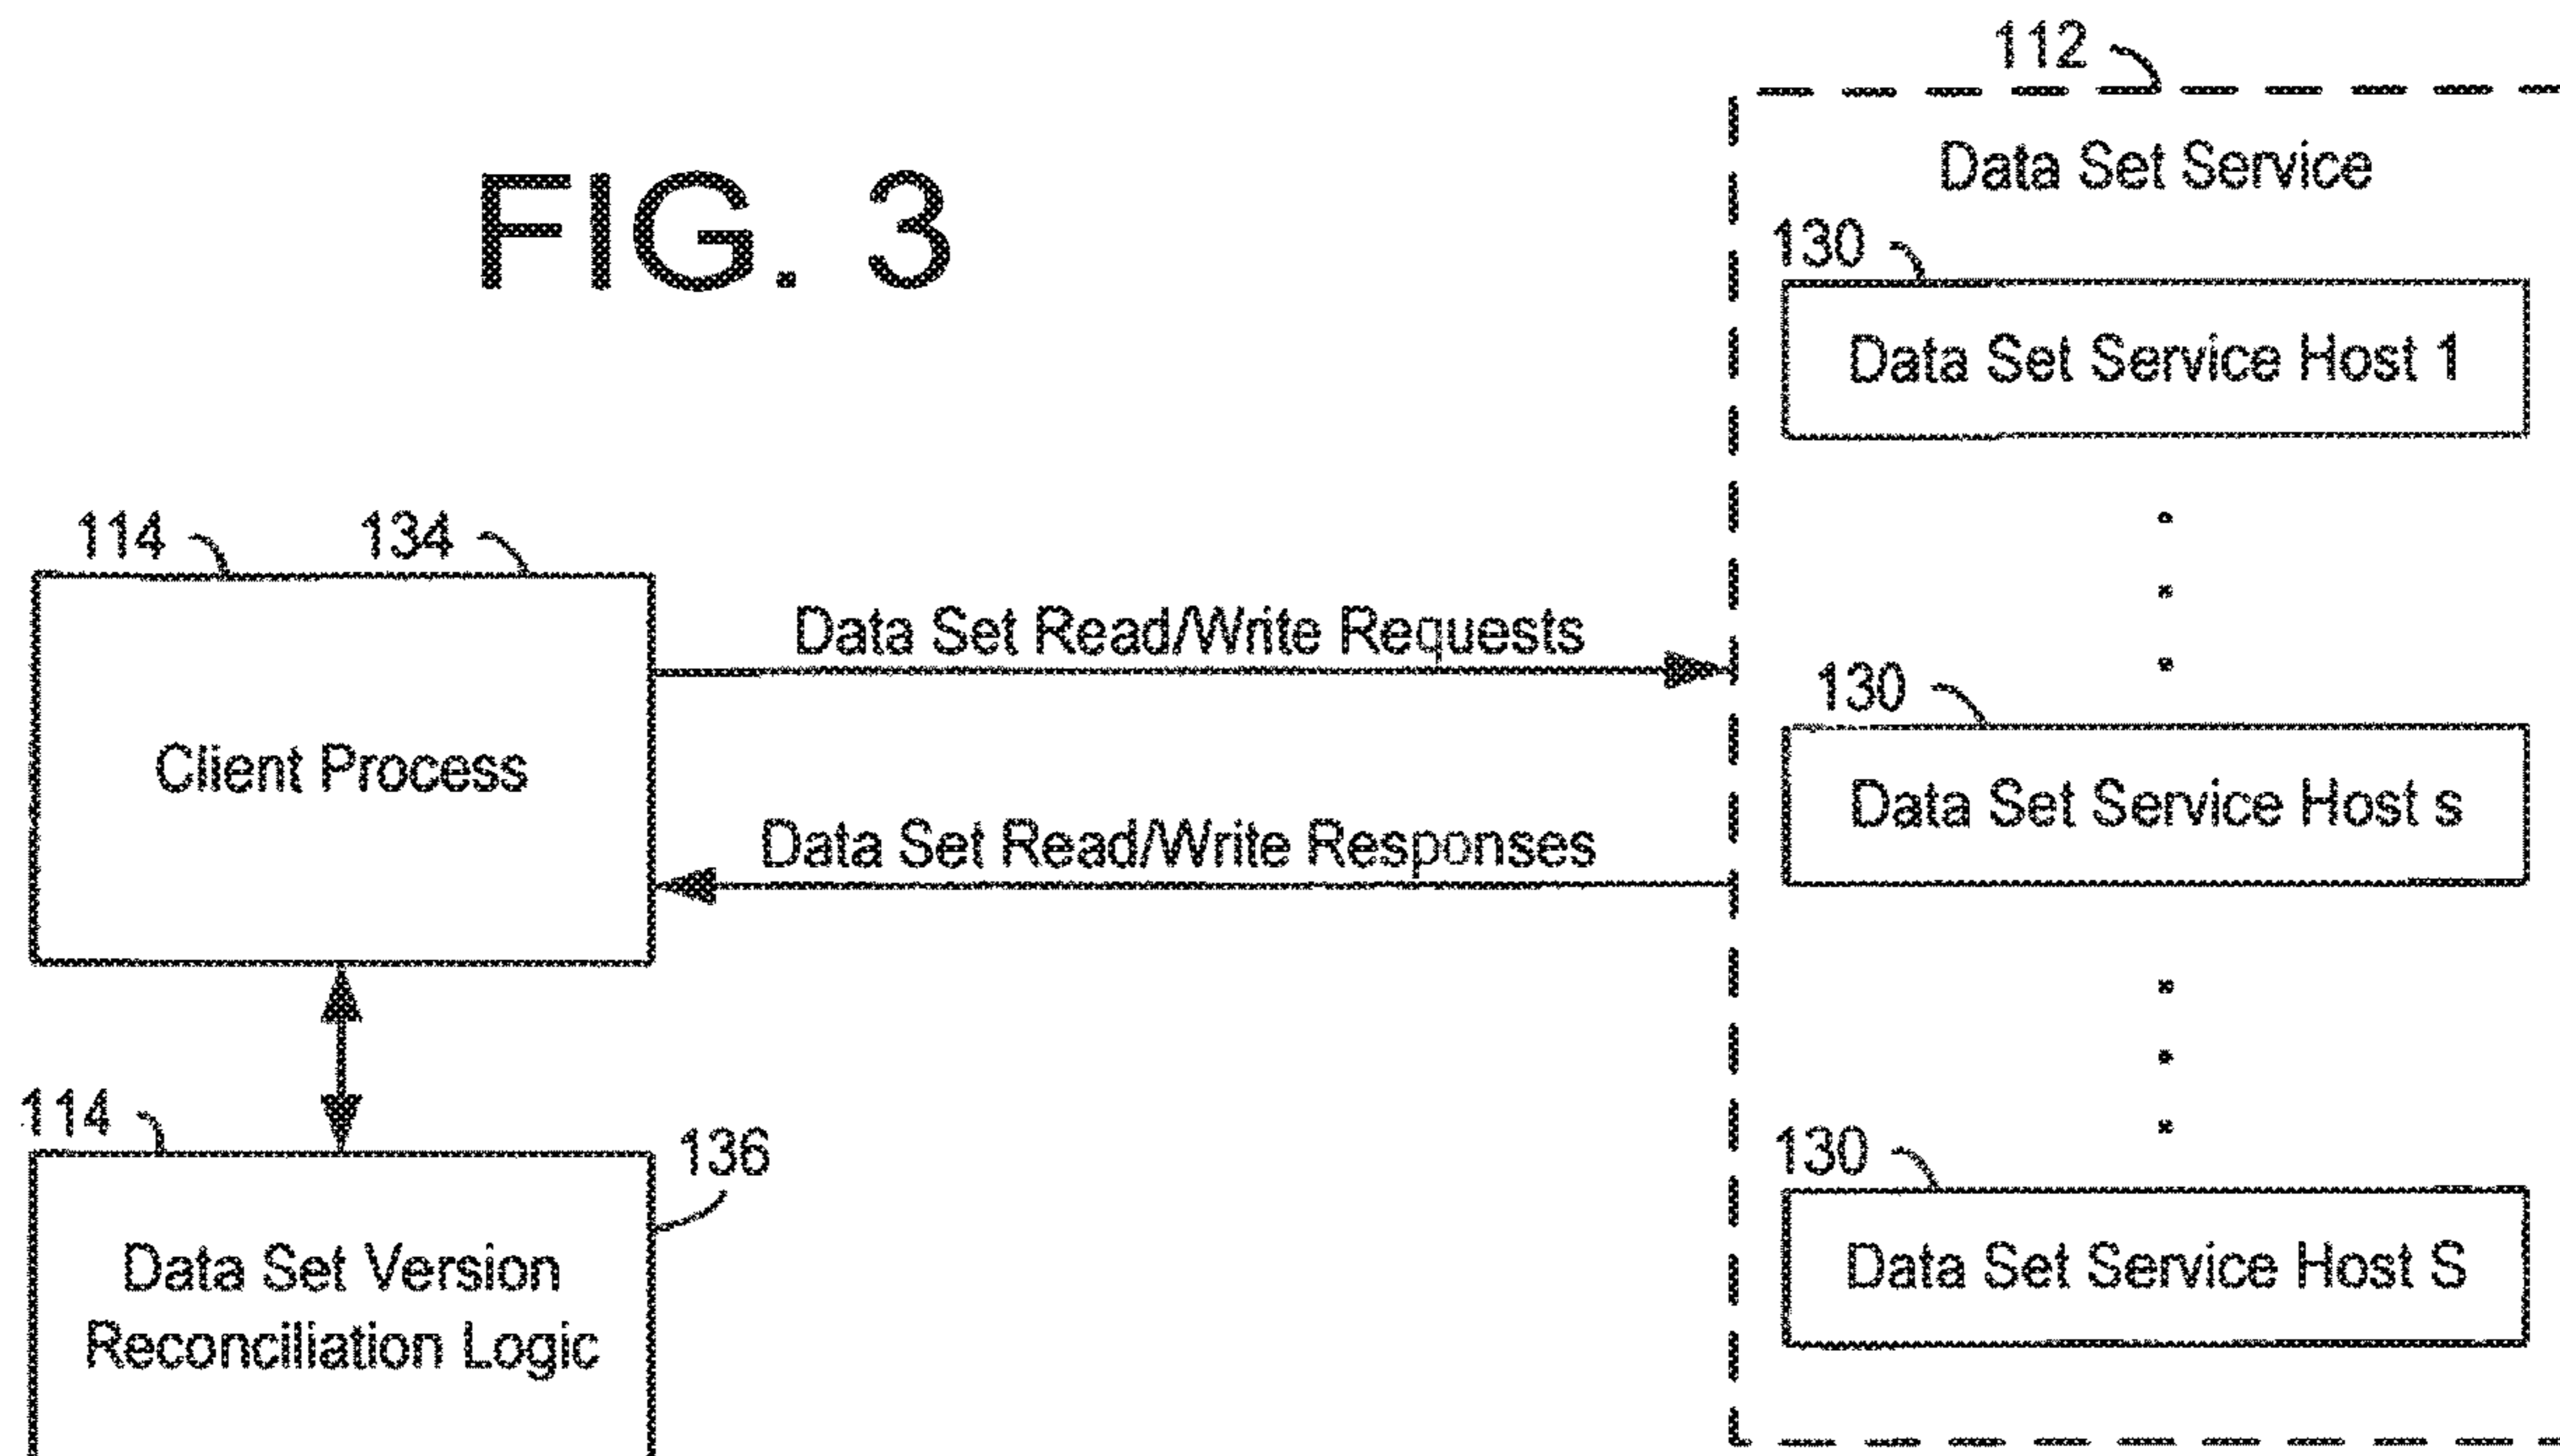 112
Data Set Service
FIG. 3
130
Data Set Service Host 1
114
134
Data Set Read/Write Requests
130
Client Process
Data Set Service Host s
Data Set Read/Write Responses
114
136
130
Data Set Version
Reconciliation Logic
Data Set Service Host S